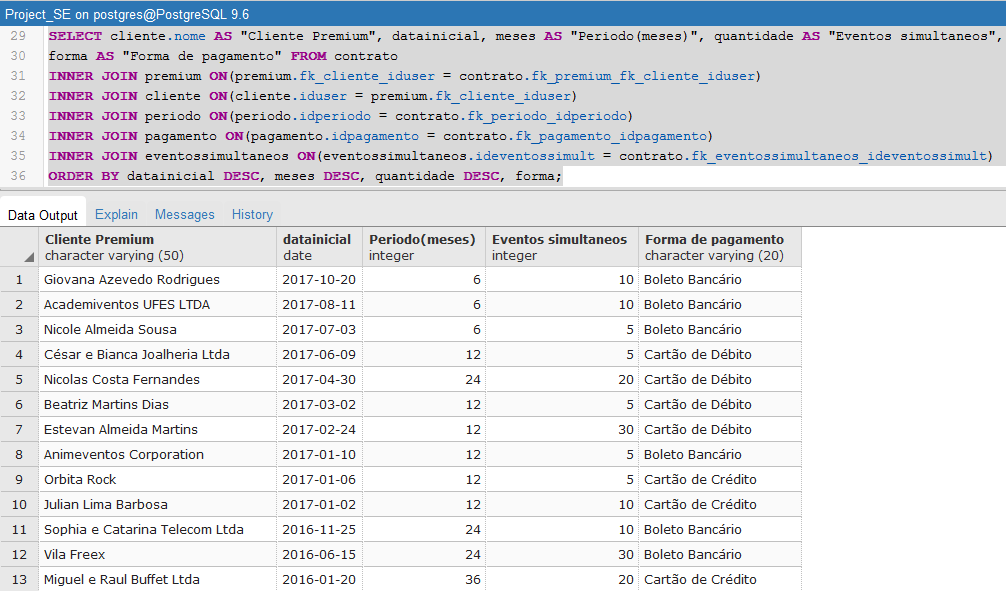 Project_SE on postgres@PostgreSQL 9.6
29 SELECT cliente.nome AS "Cliente Premium", datainicial, meses AS "Periodo(meses)", quantidade AS "Eventos simultaneos",
30 forma AS "Forma de pagamento" FROM contrato
31 INNER JOIN premium ON(premium.fk_cliente_iduser = contrato.fk_premium_fk_cliente_iduser)
32 INNER JOIN cliente ON(cliente.iduser = premium.fk_cliente_iduser)
33 INNER JOIN periodo ON(periodo.idperiodo = contrato.fk_periodo_idperiodo)
34 INNER JOIN pagamento ON(pagamento.idpagamento = contrato.fk_pagamento_idpagamento)
35 INNER JOIN eventossimultaneos ON(eventossimultaneos.ideventossimult = contrato.fk_eventossimultaneos_ideventossimult)
36 ORDER BY datainicial DESC, meses DESC, quantidade DESC, forma;
Data Output Explain Messages History
Cliente Premium datainicial Periodo(meses) Eventos simultaneos Forma de pagamento
character varying (50) date integer integer character varying (20)
1 Giovana Azevedo Rodrigues 2017-10-20 6 10 Boleto Bancário
2 Academiventos UFES LTDA 2017-08-11 6 10 Boleto Bancário
3 Nicole Almeida Sousa 2017-07-03 6 5 Boleto Bancário
4 César e Bianca Joalheria Ltda 2017-06-09 12 5 Cartão de Débito
5 Nicolas Costa Fernandes 2017-04-30 24 20 Cartão de Débito
6 Beatriz Martins Dias 2017-03-02 12 5 Cartão de Débito
7 Estevan Almeida Martins 2017-02-24 12 30 Cartão de Débito
8 Animeventos Corporation 2017-01-10 12 5 Boleto Bancário
9 Orbita Rock 2017-01-06 12 5 Cartão de Crédito
10 Julian Lima Barbosa 2017-01-02 12 10 Cartão de Crédito
11 Sophia e Catarina Telecom Ltda 2016-11-25 24 10 Boleto Bancário
12 Vila Freex 2016-06-15 24 30 Boleto Bancário
13 Miguel e Raul Buffet Ltda 2016-01-20 36 20 Cartão de Crédito